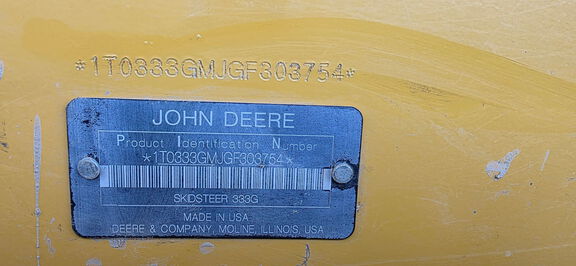 *1T0333GMJGF303754*
JOHN DEERE
Product Identification Number
*1T0333GMJGF303754*
SKIDSTEER 333G
MADE IN USA
DEERE & COMPANY, MOLINE, ILLINOIS, USA